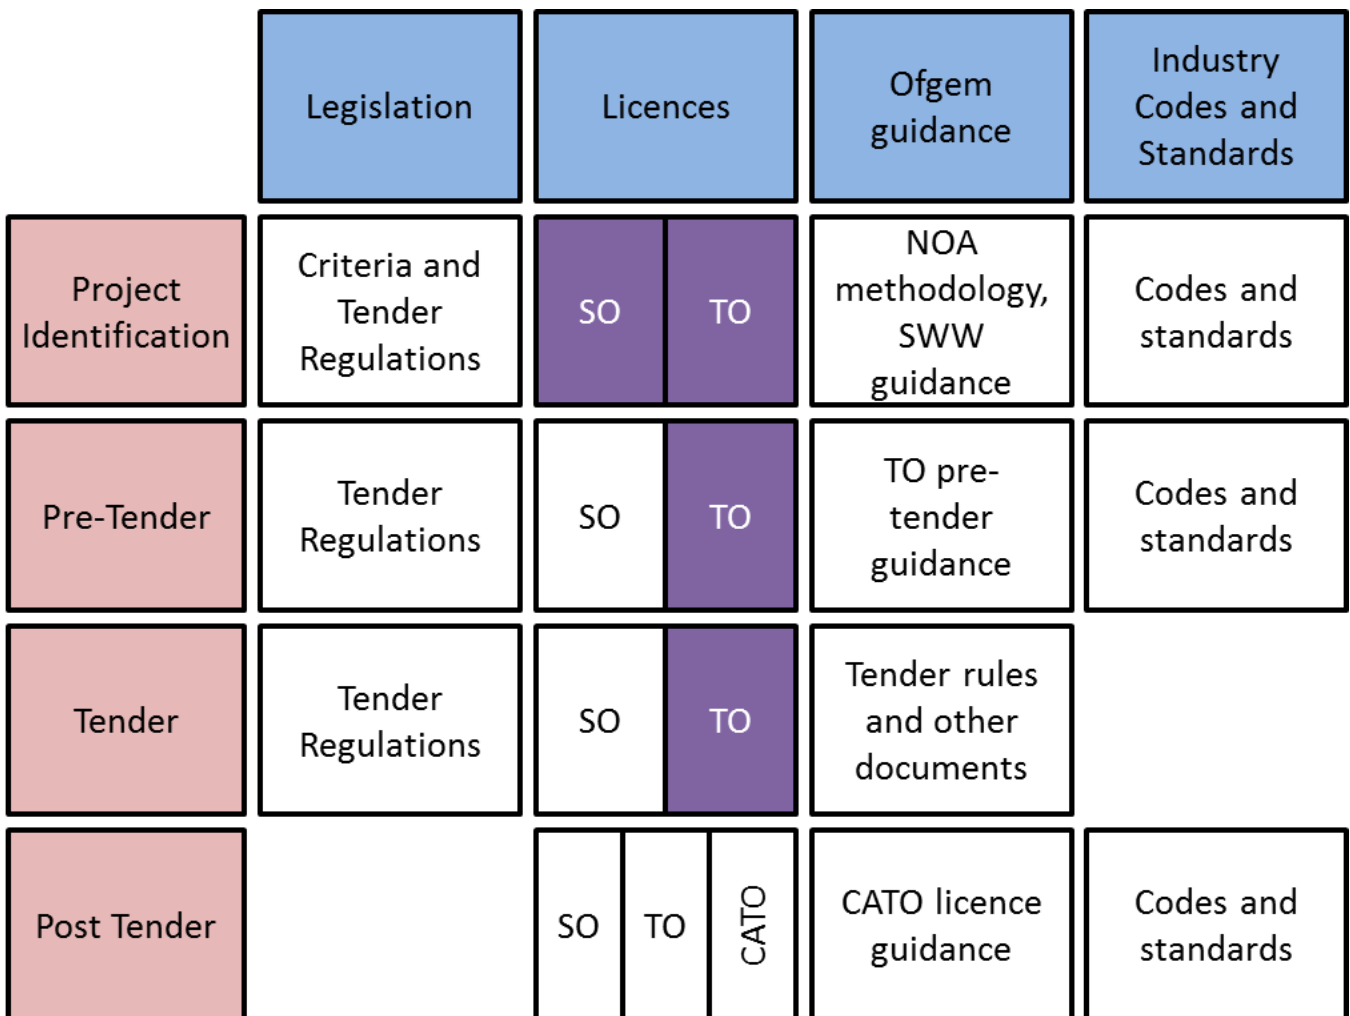 Legislation
Licences
Ofgem
guidance
Industry
Codes and
Standards
Project
Identification
Criteria and
Tender
Regulations
SO
TO
NOA
methodology,
SWW
guidance
Codes and
standards
Pre-Tender
Tender
Regulations
SO
TO
TO pre-
tender
guidance
Codes and
standards
Tender
Tender
Regulations
SO
TO
Tender rules
and other
documents
Post Tender
SO
TO
CATO
CATO licence
guidance
Codes and
standards